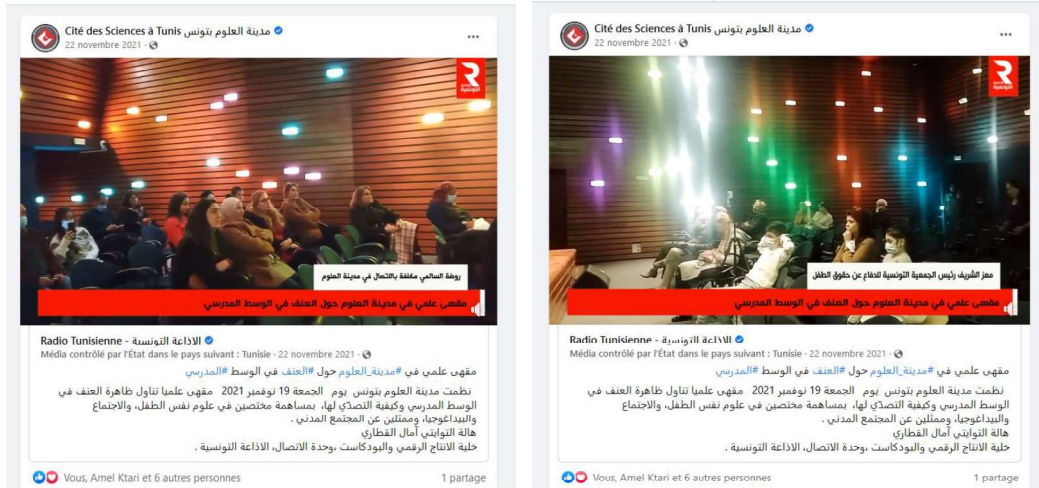 Cité des Sciences à Tunis مدينة العلوم بتونس
22 novembre 2021
التونسية
روضة السالمي مكلفة بالاتصال في مدينة العلوم
مقهى علمي في مدينة العلوم حول العنف في الوسط المدرسي
Radio Tunisienne - الاذاعة التونسية
Média contrôlé par l'État dans le pays suivant : Tunisie · 22 novembre 2021 ·
مقهى علمي في #مدينة_العلوم حول #العنف في الوسط #المدرسي
نظمت مدينة العلوم بتونس يوم الجمعة 19 نوفمبر 2021 مقهى علميا تناول ظاهرة العنف في
الوسط المدرسي وكيفية التصدّي لها، بمساهمة مختصين في علوم نفس الطفل، والاجتماع
والبيداغوجيا، وممثلين عن المجتمع المدني .
هالة التوايتي آمال القطاري
خلية الانتاج الرقمي والبودكاست ،وحدة الاتصال، الاذاعة التونسية .
Vous, Amel Ktari et 6 autres personnes
1 partage
Cité des Sciences à Tunis مدينة العلوم بتونس
22 novembre 2021
التونسية
معز الشريف رئيس الجمعية التونسية للدفاع عن حقوق الطفل
مقهى علمي في مدينة العلوم حول العنف في الوسط المدرسي
Radio Tunisienne - الاذاعة التونسية
Média contrôlé par l'État dans le pays suivant : Tunisie · 22 novembre 2021 ·
مقهى علمي في #مدينة_العلوم حول #العنف في الوسط #المدرسي
نظمت مدينة العلوم بتونس يوم الجمعة 19 نوفمبر 2021 مقهى علميا تناول ظاهرة العنف في
الوسط المدرسي وكيفية التصدّي لها، بمساهمة مختصين في علوم نفس الطفل، والاجتماع
والبيداغوجيا، وممثلين عن المجتمع المدني .
هالة التوايتي آمال القطاري
خلية الانتاج الرقمي والبودكاست ،وحدة الاتصال، الاذاعة التونسية .
Vous, Amel Ktari et 6 autres personnes
1 partage